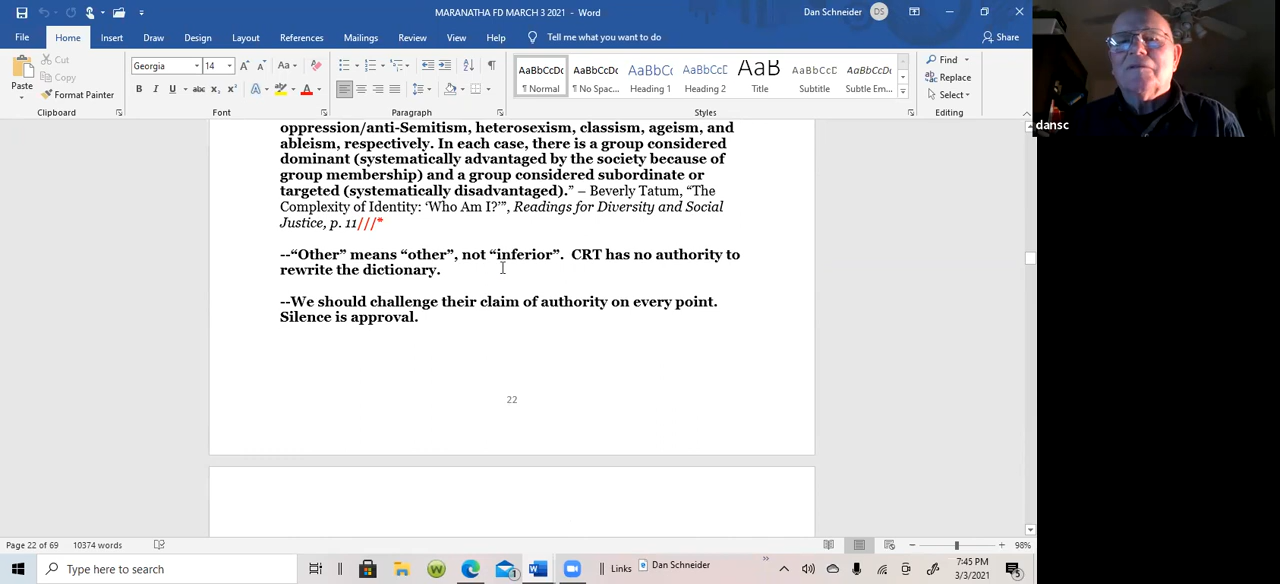 MARANATHA FD MARCH 3 2021 - Word
Dan Schneider
DS
File Home Insert Draw Design Layout References Mailings Review View Help Tell me what you want to do Share
Paste
Cut
Copy
Format Painter
Clipboard
Georgia 14
Font
Paragraph
AaBbCcDc AaBbCcDc AaBbCc AaBbCcD AaB AaBbCcD AaBbCcDc
¶ Normal ¶ No Spac... Heading 1 Heading 2 Title Subtitle Subtle Em...
Styles
Find
Replace
Select
Editing
dansc
oppression/anti-Semitism, heterosexism, classism, ageism, and
ableism, respectively. In each case, there is a group considered
dominant (systematically advantaged by the society because of
group membership) and a group considered subordinate or
targeted (systematically disadvantaged).” – Beverly Tatum, “The
Complexity of Identity: ‘Who Am I?’”, Readings for Diversity and Social
Justice, p. 11///*
--“Other” means “other”, not “inferior”. CRT has no authority to
rewrite the dictionary.
--We should challenge their claim of authority on every point.
Silence is approval.
22
Page 22 of 69 10374 words
98%
Type here to search
Links
Dan Schneider
7:45 PM
3/3/2021